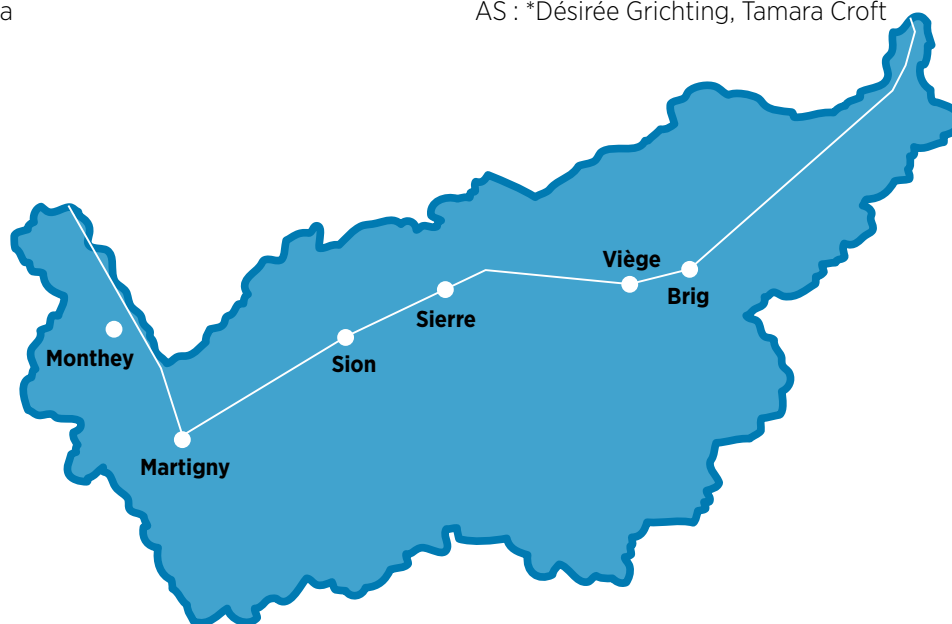 a
AS : *Désirée Grichting, Tamara Croft
Viège
Brig
Sierre
Sion
Monthey
Martigny